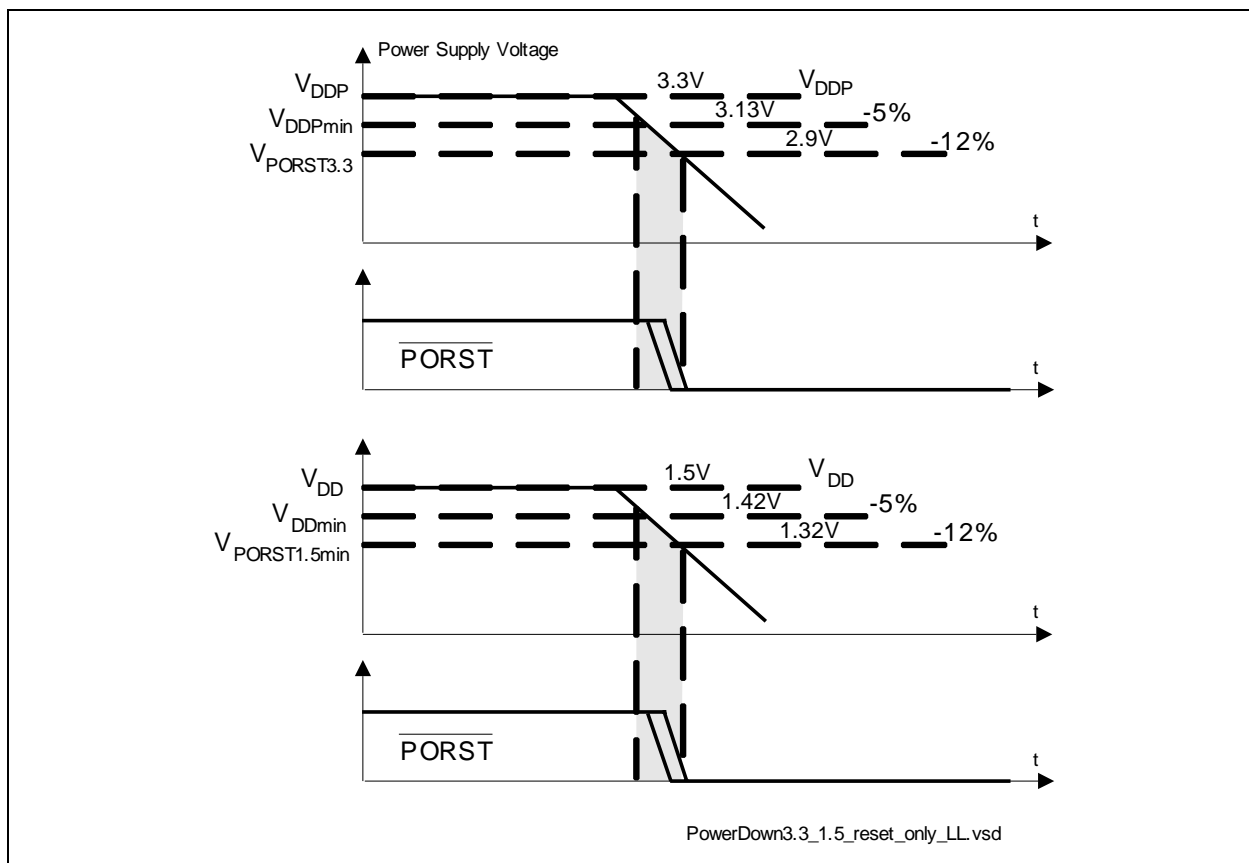 Power Supply Voltage
VDDP 3.3V VDDP
VDDPmin 3.13V -5%
VPORST3.3 2.9V -12%
t
PORST
t
VDD 1.5V VDD
VDDmin 1.42V -5%
VPORST1.5min 1.32V -12%
t
PORST
t
PowerDown3.3_1.5_reset_only_LL.vsd